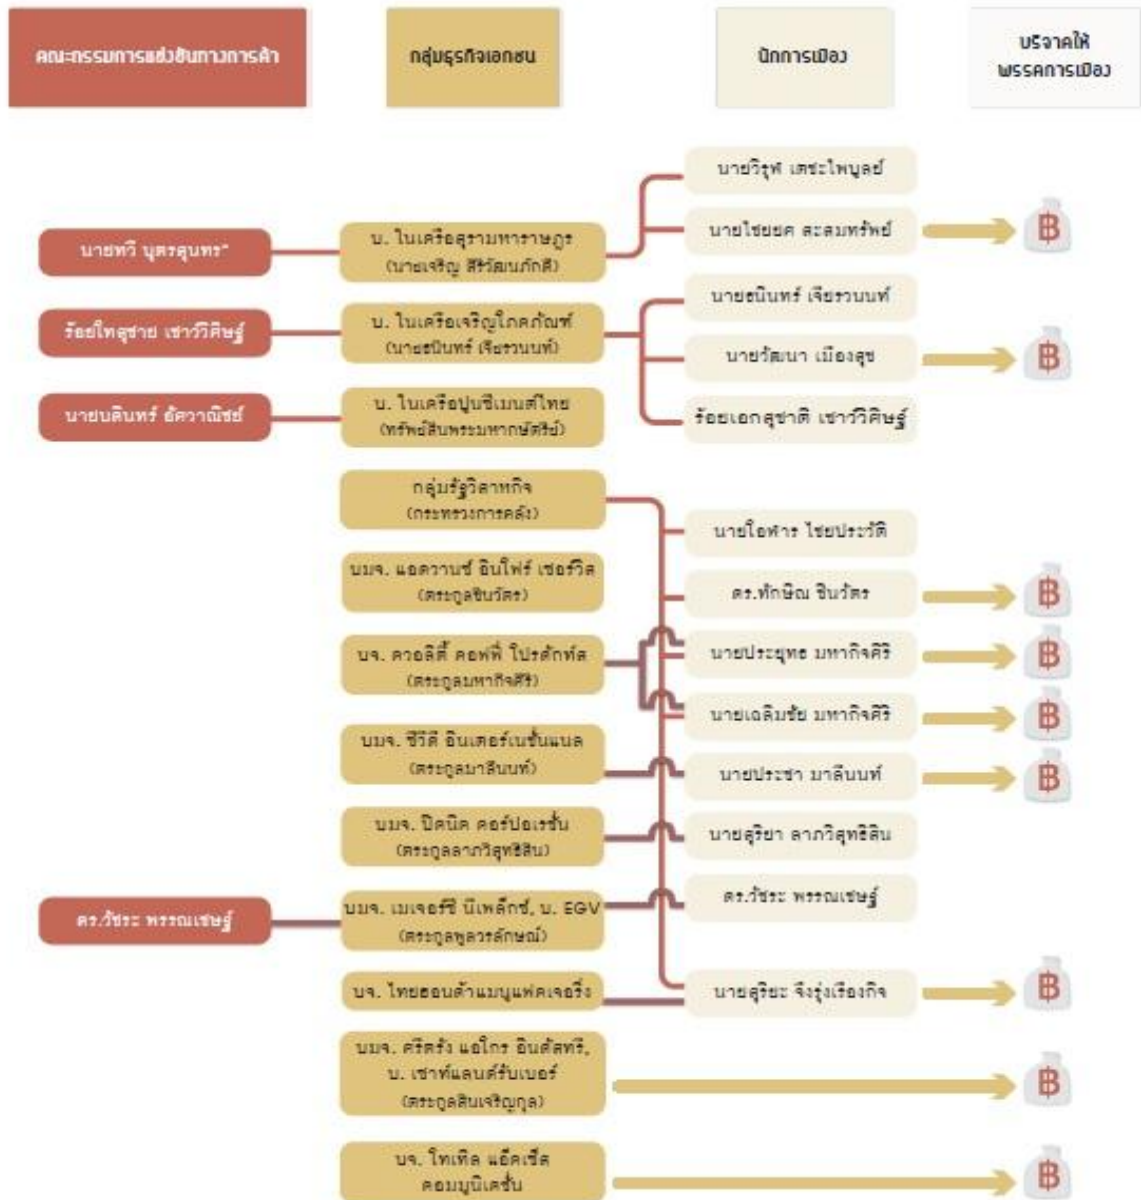 คณะกรรมการแข่งขันทางการค้า
กลุ่มธุรกิจเอกชน
นักการเมือง
บริจาคให้
พรรคการเมือง
นายวิรุฬ เตชะไพบูลย์
นายทวี บุตรสุนทร*
บ. ในเครือสุรามหาราษฎร
(นายเจริญ สิริวัฒนภักดี)
นายไชยยศ สะสมทรัพย์
฿
ร้อยโทสุชาย เชาว์วิศิษฐ์
บ. ในเครือเจริญโภคภัณฑ์
(นายธนินทร์ เจียรวนนท์)
นายธนินทร์ เจียรวนนท์
นายวัฒนา เมืองสุข
฿
นายบดินทร์ อัศวาณิชย์
บ. ในเครือปูนซีเมนต์ไทย
(ทรัพย์สินพระมหากษัตริย์)
ร้อยเอกสุชาติ เชาว์วิศิษฐ์
กลุ่มรัฐวิสาหกิจ
(กระทรวงการคลัง)
นายโอฬาร ไชยประวัติ
บมจ. แอดวานซ์ อินโฟร์ เซอร์วิส
(ตระกูลชินวัตร)
ดร.ทักษิณ ชินวัตร
฿
บจ. ควอลิตี้ คอฟฟี่ โปรดักท์ส
(ตระกูลมหากิจศิริ)
นายประยุทธ มหากิจศิริ
฿
นายเฉลิมชัย มหากิจศิริ
฿
บมจ. ซีวีดี อินเตอร์เนชั่นแนล
(ตระกูลมาลีนนท์)
นายประชา มาลีนนท์
฿
บมจ. ปิคนิค คอร์ปอเรชั่น
(ตระกูลลาภวิสุทธิสิน)
นายสุริยา ลาภวิสุทธิสิน
ดร.วัชระ พรรณเชษฐ์
บมจ. เมเจอร์ซี นีเพล็กซ์, บ. EGV
(ตระกูลพูลวรลักษณ์)
ดร.วัชระ พรรณเชษฐ์
บจ. ไทยฮอนด้าแมนูแฟคเจอริ่ง
นายสุริยะ จึงรุ่งเรืองกิจ
฿
บมจ. ศรีตรัง แอโกร อินดัสทรี,
บ. เซาท์แลนด์รับเบอร์
(ตระกูลสินเจริญกุล)
฿
บจ. โทเทิล แอ็คเซ็ส
คอมมูนิเคชั่น
฿